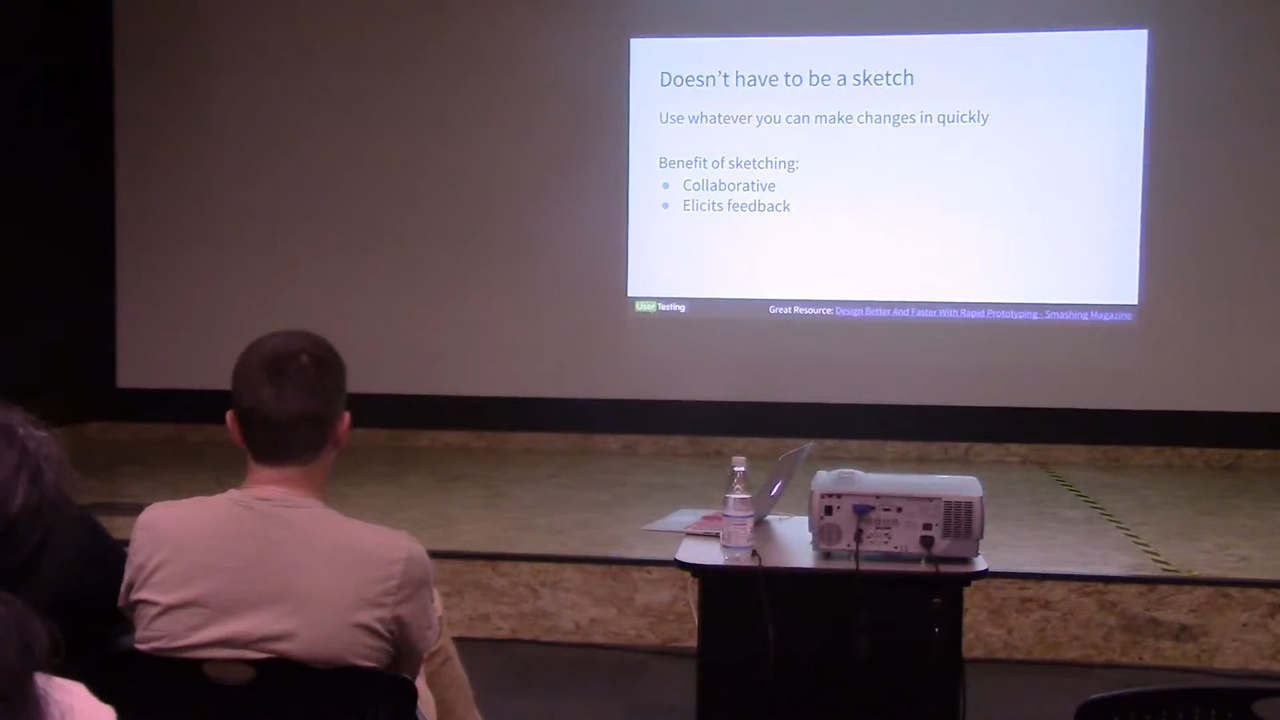 Doesn't have to be a sketch
Use whatever you can make changes in quickly
Benefit of sketching:
• Collaborative
• Elicits feedback
UserTesting
Great Resource: Design Better And Faster With Rapid Prototyping - Smashing Magazine